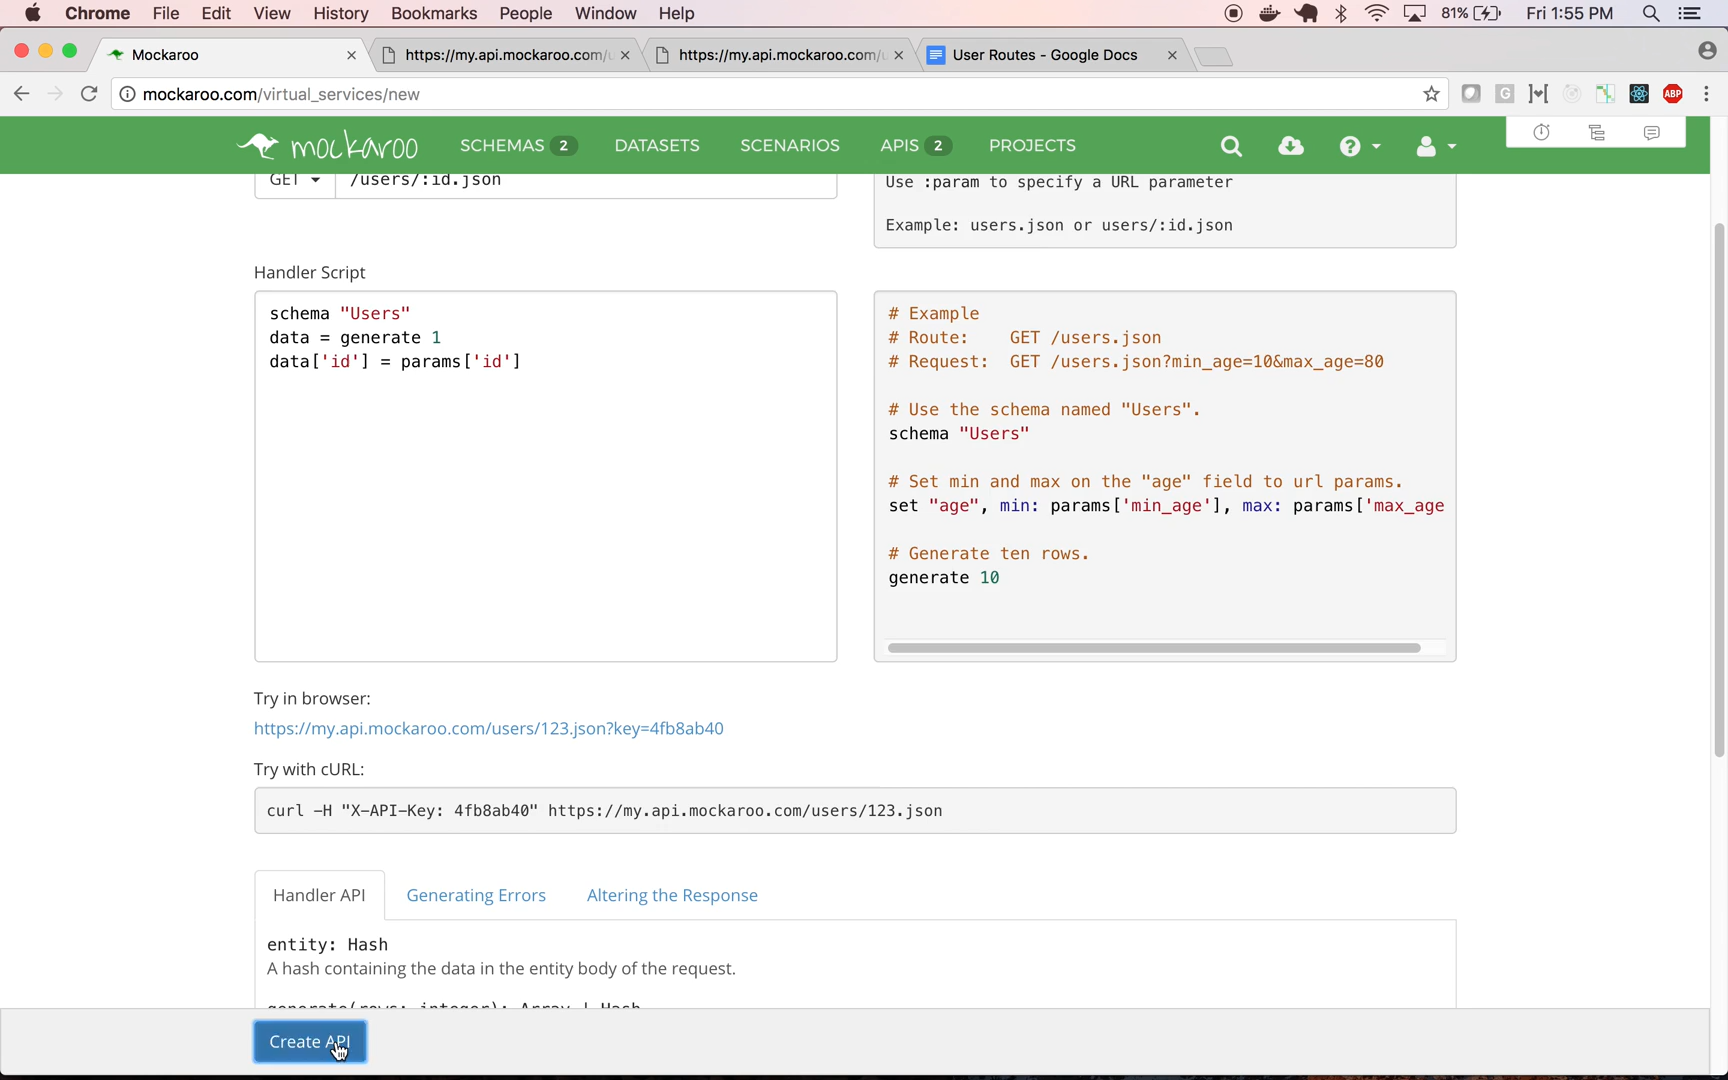 Chrome File Edit View History Bookmarks People Window Help 81% Fri 1:55 PM
Mockaroo https://my.api.mockaroo.com/ https://my.api.mockaroo.com/ User Routes - Google Docs
mockaroo.com/virtual_services/new G ABP
mockaroo SCHEMAS 2 DATASETS SCENARIOS APIS 2 PROJECTS
GET /users/:id.json
Use :param to specify a URL parameter
Example: users.json or users/:id.json
Handler Script
schema "Users"
data = generate 1
data['id'] = params['id']
# Example
# Route: GET /users.json
# Request: GET /users.json?min_age=10&max_age=80
# Use the schema named "Users".
schema "Users"
# Set min and max on the "age" field to url params.
set "age", min: params['min_age'], max: params['max_age
# Generate ten rows.
generate 10
Try in browser:
https://my.api.mockaroo.com/users/123.json?key=4fb8ab40
Try with cURL:
curl -H "X-API-Key: 4fb8ab40" https://my.api.mockaroo.com/users/123.json
Handler API Generating Errors Altering the Response
entity: Hash
A hash containing the data in the entity body of the request.
generate(rows: integer): Array | Hash
Create API